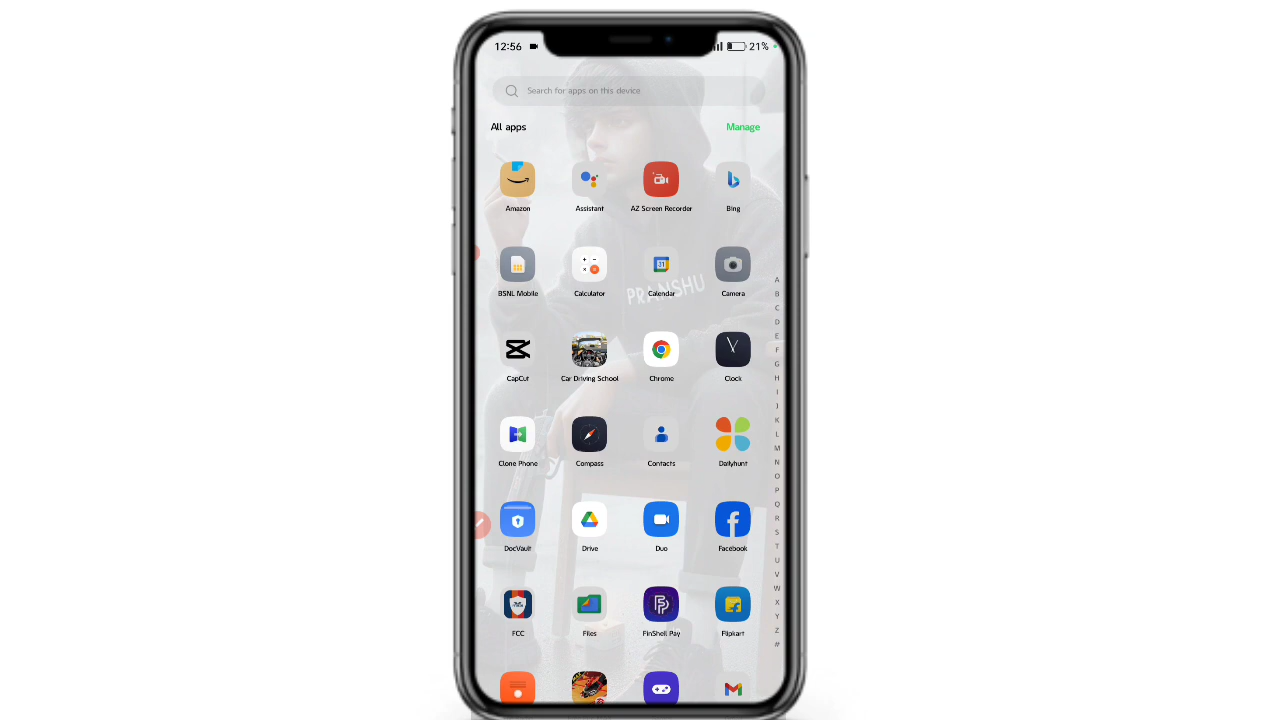 12:56 21%
Search for apps on this device
All apps Manage
Amazon Assistant AZ Screen Recorder Bing
BSNL Mobile Calculator Calendar Camera
31
PRANSHU
CapCut Car Driving School Chrome Clock
Clone Phone Compass Contacts Dailyhunt
DocVault Drive Duo Facebook
FCC Files FinShell Pay Flipkart
A
B
C
D
E
F
G
H
I
J
K
L
M
N
O
P
Q
R
S
T
U
V
W
X
Y
Z
#